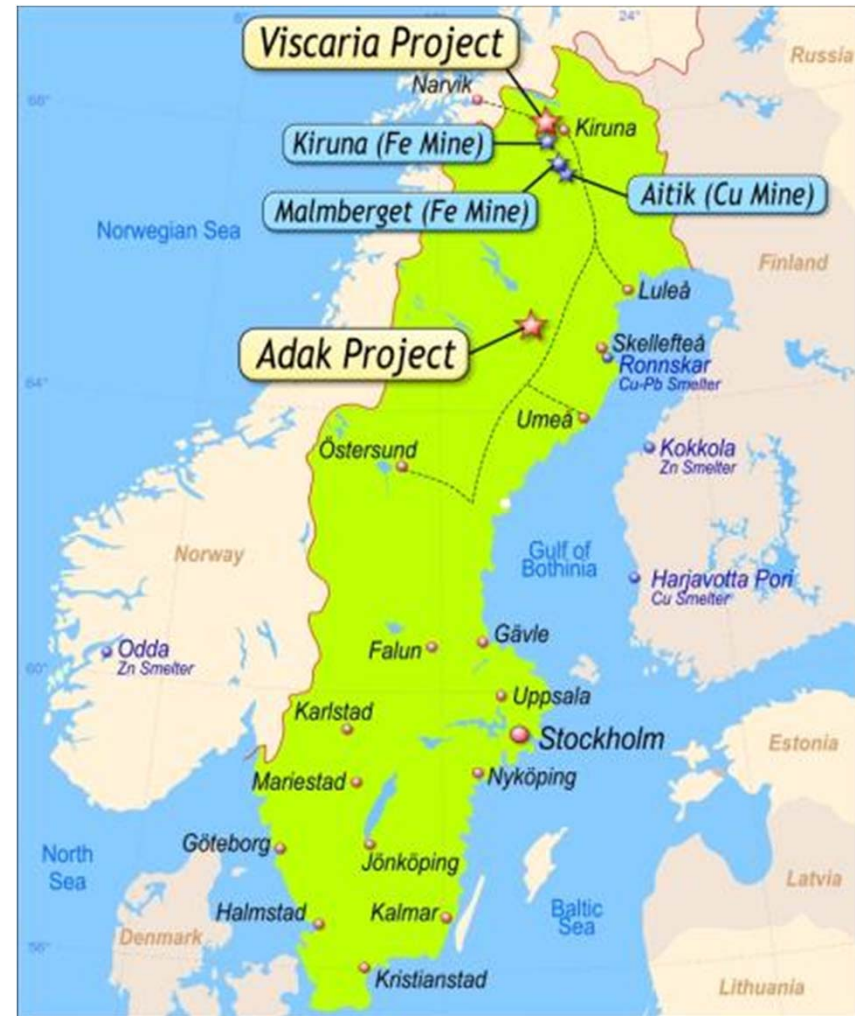 24°
Viscaria Project
Russia
68°
Narvik
Kiruna
Kiruna (Fe Mine)
Aitik (Cu Mine)
Malmberget (Fe Mine)
Norwegian Sea
Finland
Luleå
Adak Project
Skellefteå
Ronnskar
Cu-Pb Smelter
64°
Umeå
Kokkola
Zn Smelter
Östersund
Norway
Gulf of
Bothinia
Harjavotta Pori
Cu Smelter
Odda
Zn Smelter
Falun
Gävle
60°
Uppsala
Karlstad
Stockholm
Estonia
Mariestad
Nyköping
North
Sea
Göteborg
Jönköping
Latvia
Halmstad
Kalmar
Baltic
Sea
Denmark
56°
Kristianstad
Lithuania